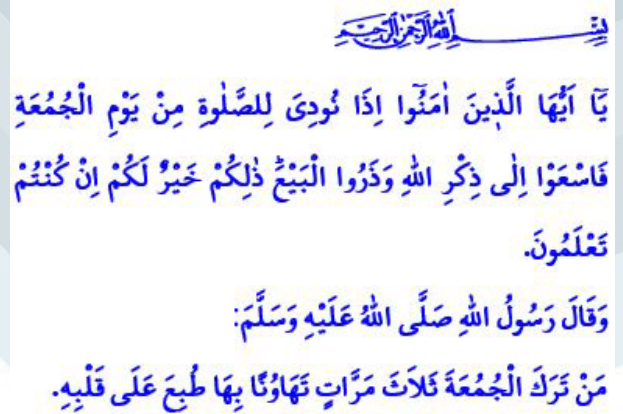 بِسْمِ اللّٰهِ الرَّحْمٰنِ الرَّحِيمِ
يَٓا اَيُّهَا الَّذ۪ينَ اٰمَنُٓوا اِذَا نُودِىَ لِلصَّلٰوةِ مِنْ يَوْمِ الْجُمُعَةِ
فَاسْعَوْا اِلٰى ذِكْرِ اللّٰهِ وَذَرُوا الْبَيْعَۜ ذٰلِكُمْ خَيْرٌ لَكُمْ اِنْ كُنْتُمْ
تَعْلَمُونَ.
وَقَالَ رَسُولُ اللّٰهِ صَلَّى اللّٰهُ عَلَيْهِ وَسَلَّمَ:
مَنْ تَرَكَ الْجُمُعَةَ ثَلَاثَ مَرَّاتٍ تَهَاوُنًا بِهَا طُبِعَ عَلَى قَلْبِهِ.